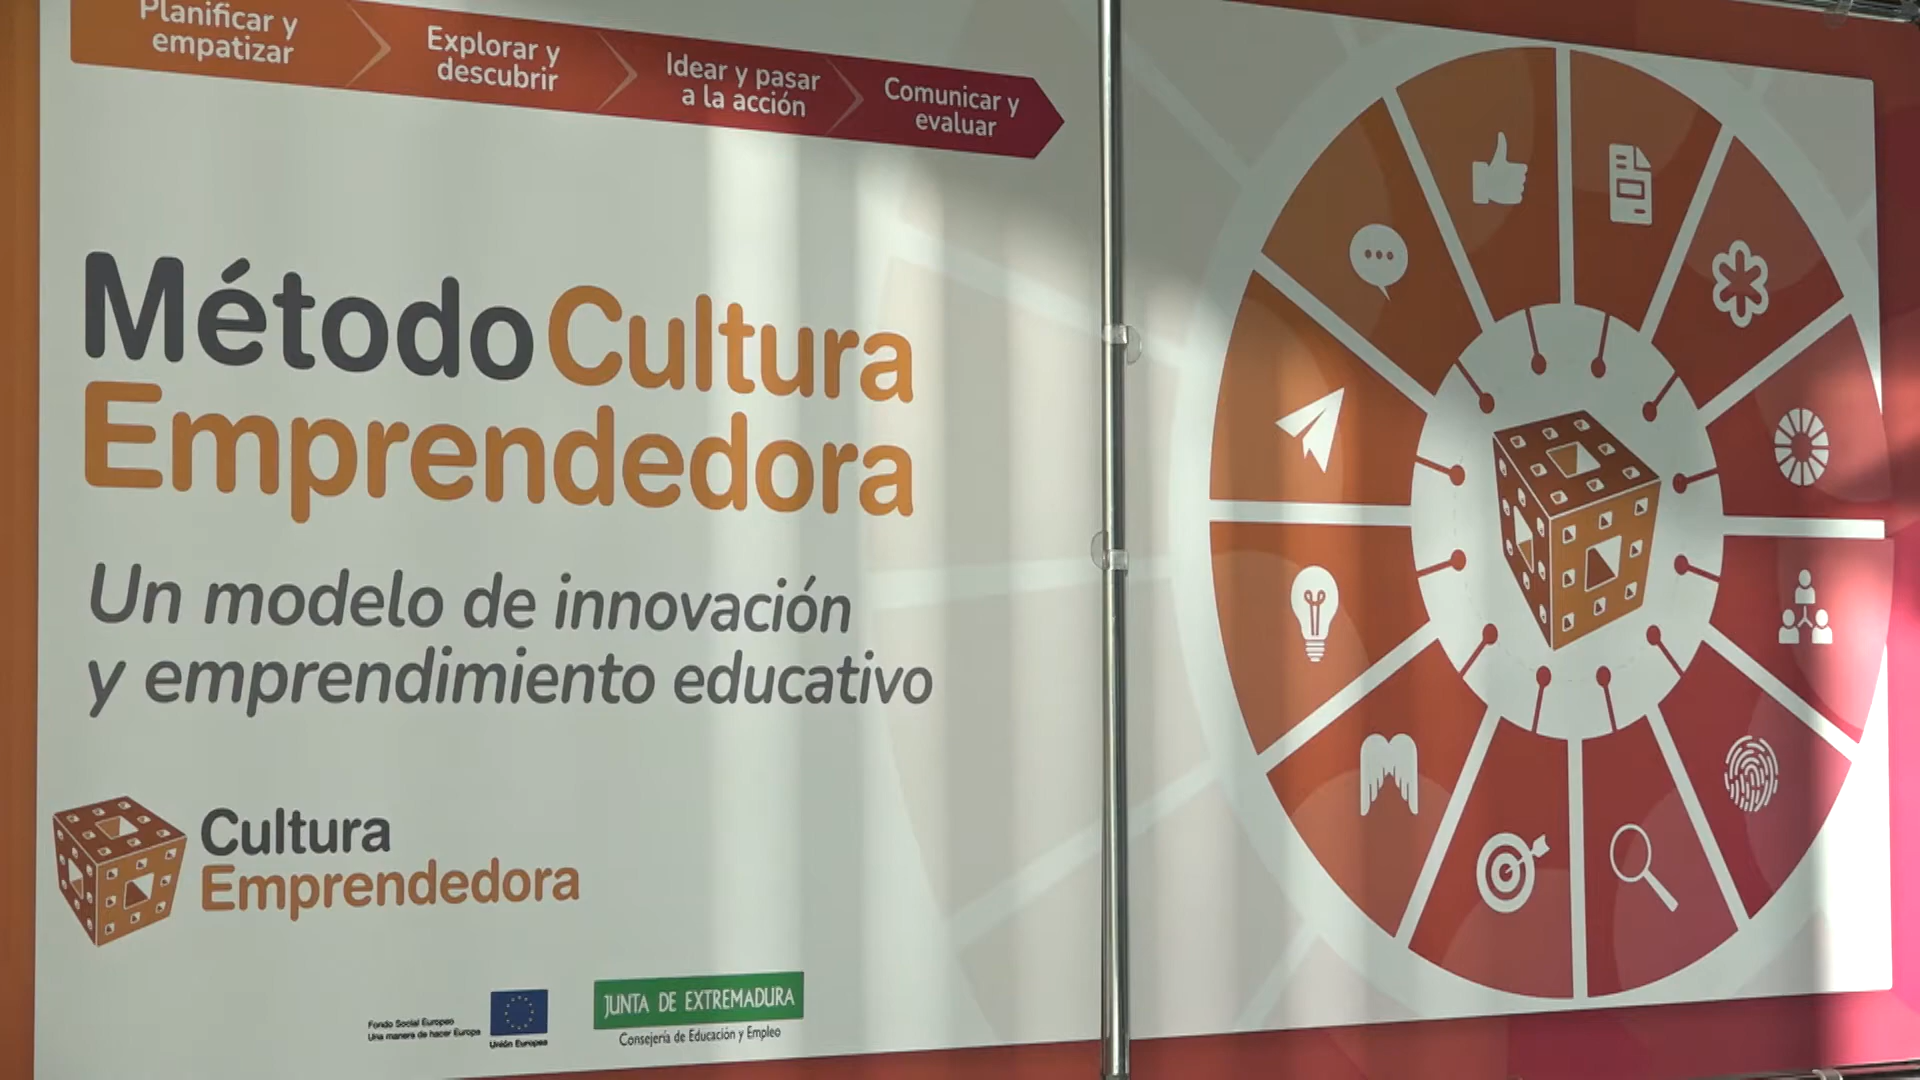 Planificar y
empatizar
Explorar y
descubrir
Idear y pasar
a la acción
Comunicar y
evaluar
Método Cultura
Emprendedora
Un modelo de innovación
y emprendimiento educativo
Cultura
Emprendedora
Fondo Social Europeo
Una manera de hacer Europa
Unión Europea
JUNTA DE EXTREMADURA
Consejería de Educación y Empleo